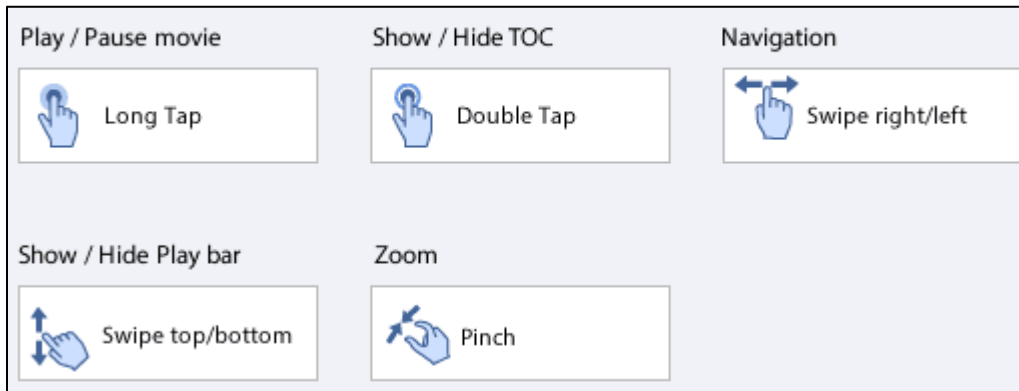 Play / Pause movie
Show / Hide TOC
Navigation
Long Tap
Double Tap
Swipe right/left
Show / Hide Play bar
Zoom
Swipe top/bottom
Pinch